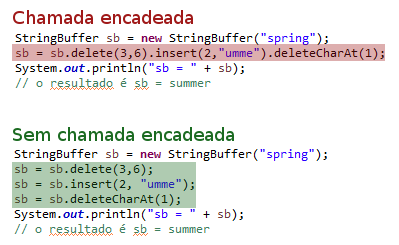 Chamada encadeada
StringBuffer sb = new StringBuffer("spring");
sb = sb.delete(3,6).insert(2,"umme").deleteCharAt(1);
System.out.println("sb = " + sb);
// o resultado é sb = summer
Sem chamada encadeada
StringBuffer sb = new StringBuffer("spring");
sb = sb.delete(3,6);
sb = sb.insert(2, "umme");
sb = sb.deleteCharAt(1);
System.out.println("sb = " + sb);
// o resultado é sb = summer